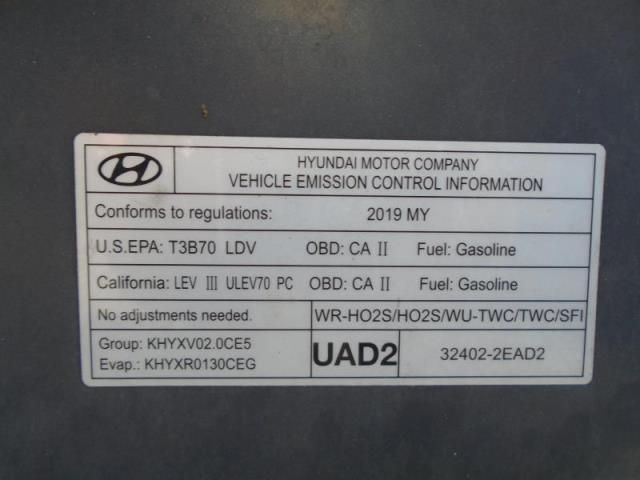 HYUNDAI MOTOR COMPANY
VEHICLE EMISSION CONTROL INFORMATION
Conforms to regulations: 2019 MY
U.S.EPA: T3B70 LDV OBD: CA II Fuel: Gasoline
California: LEV III ULEV70 PC OBD: CA II Fuel: Gasoline
No adjustments needed. WR-HO2S/HO2S/WU-TWC/TWC/SFI
Group: KHYXV02.0CE5
Evap.: KHYXR0130CEG
UAD2
32402-2EAD2